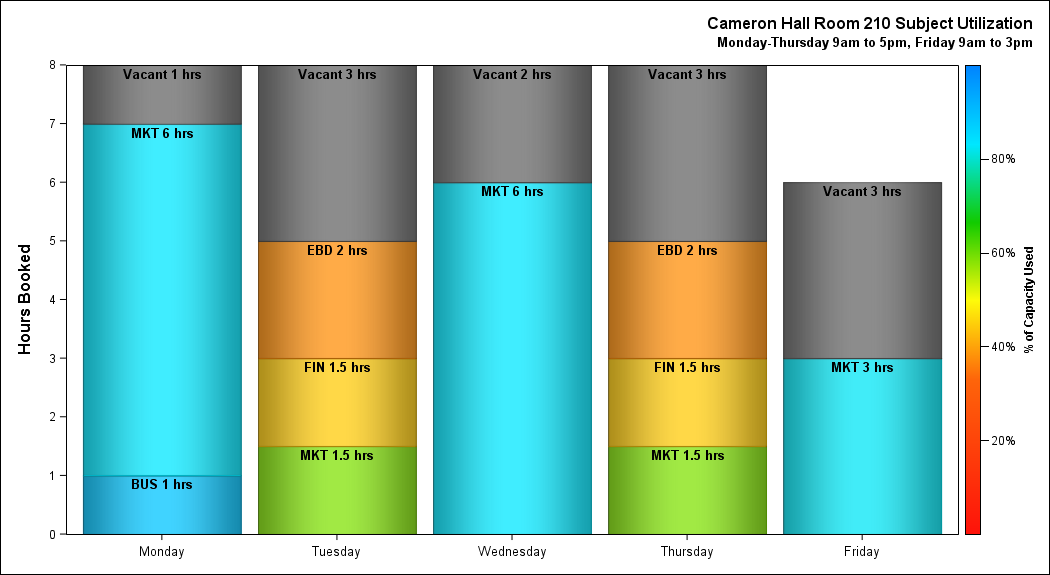 Cameron Hall Room 210 Subject Utilization
Monday-Thursday 9am to 5pm, Friday 9am to 3pm
Hours Booked
8
7
6
5
4
3
2
1
0
Vacant 1 hrs
MKT 6 hrs
BUS 1 hrs
Vacant 3 hrs
EBD 2 hrs
FIN 1.5 hrs
MKT 1.5 hrs
Vacant 2 hrs
MKT 6 hrs
Vacant 3 hrs
EBD 2 hrs
FIN 1.5 hrs
MKT 1.5 hrs
Vacant 3 hrs
MKT 3 hrs
Monday
Tuesday
Wednesday
Thursday
Friday
80%
60%
40%
20%
% of Capacity Used